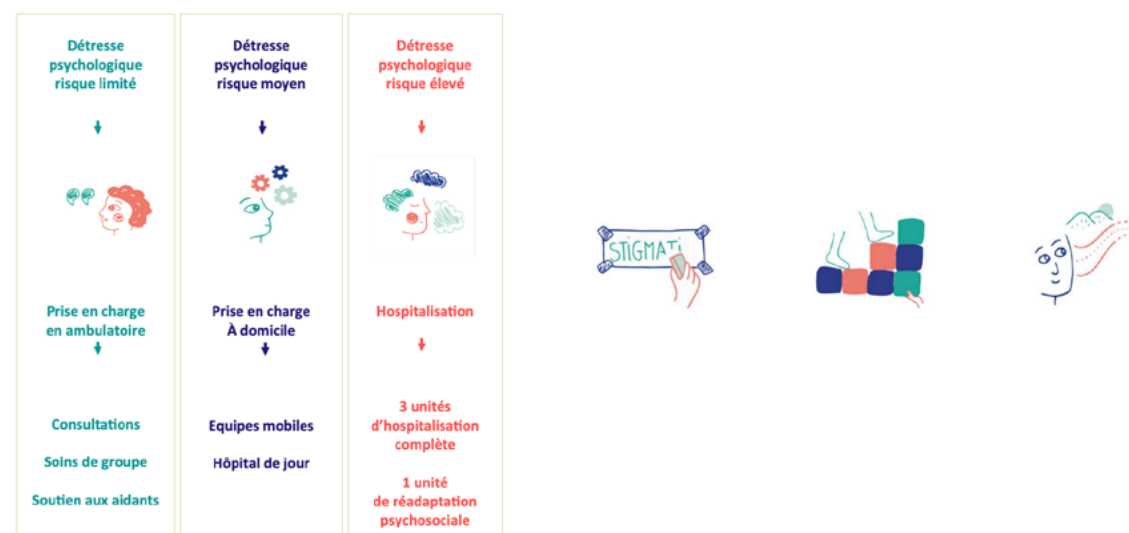 Détresse
psychologique
risque limité
Prise en charge
en ambulatoire
Consultations
Soins de groupe
Soutien aux aidants
Détresse
psychologique
risque moyen
Prise en charge
À domicile
Equipes mobiles
Hôpital de jour
Détresse
psychologique
risque élevé
Hospitalisation
3 unités
d'hospitalisation
complète
1 unité
de réadaptation
psychosociale
STiGMATi